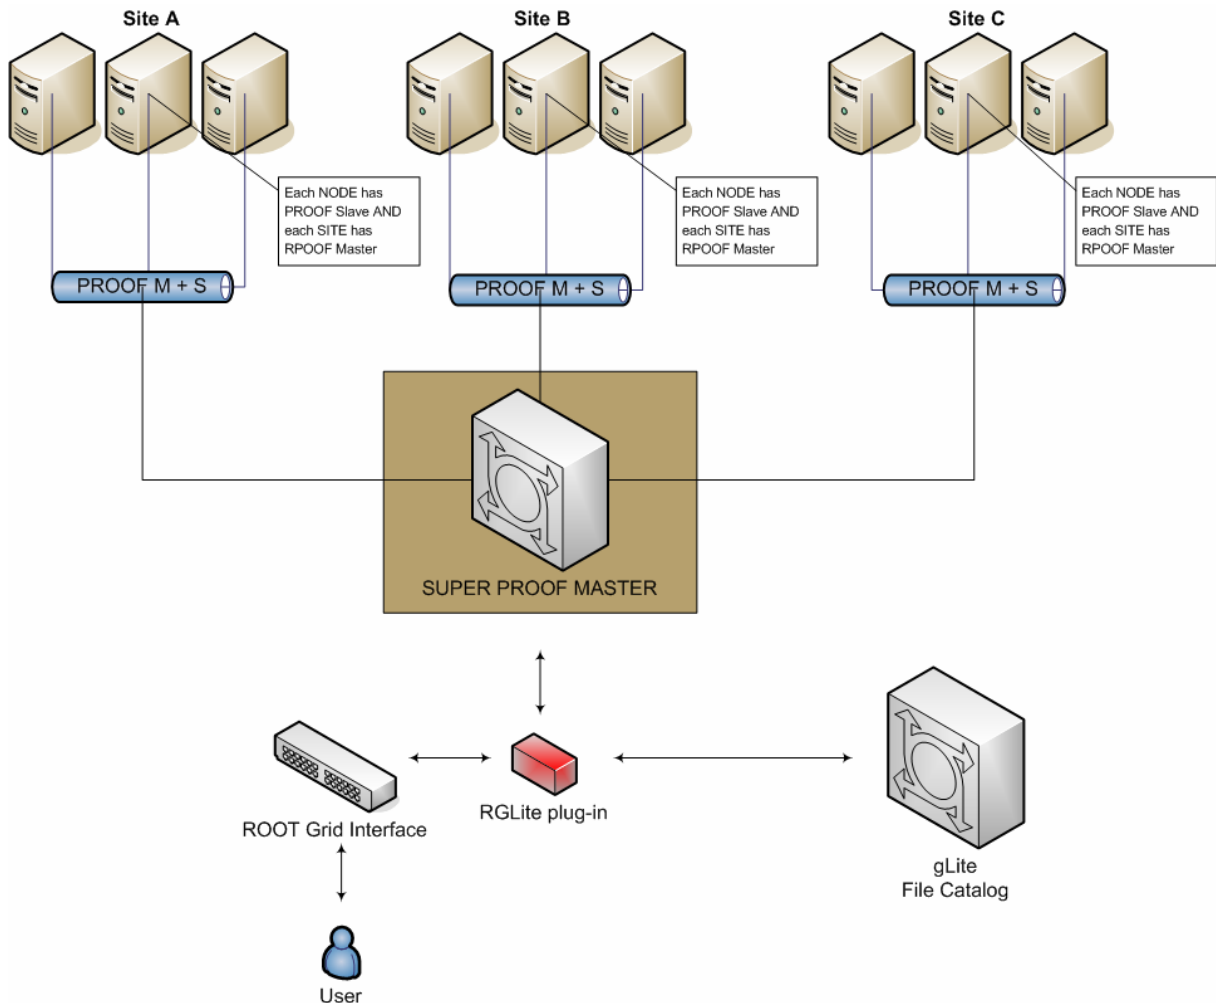 Site A
Site B
Site C
Each NODE has
PROOF Slave AND
each SITE has
RPOOF Master
Each NODE has
PROOF Slave AND
each SITE has
RPOOF Master
Each NODE has
PROOF Slave AND
each SITE has
RPOOF Master
PROOF M + S
PROOF M + S
PROOF M + S
SUPER PROOF MASTER
ROOT Grid Interface
RGLite plug-in
gLite
File Catalog
User